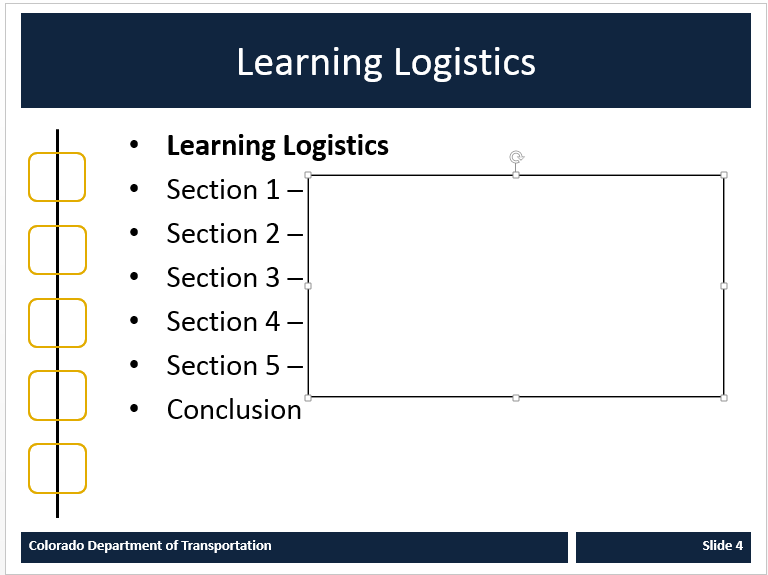 Learning Logistics
• Learning Logistics
• Section 1 –
• Section 2 –
• Section 3 –
• Section 4 –
• Section 5 –
• Conclusion
Colorado Department of Transportation
Slide 4